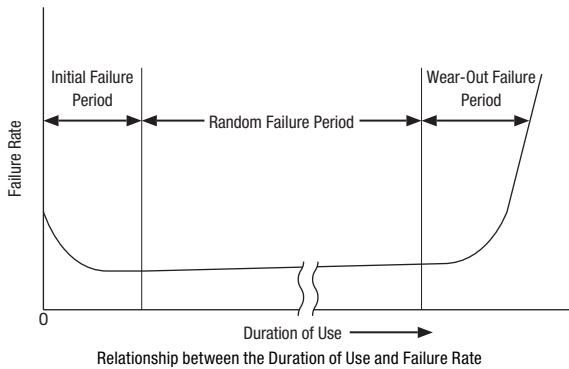 Initial Failure
Period
Random Failure Period
Wear-Out Failure
Period
Failure Rate
0
Duration of Use
Relationship between the Duration of Use and Failure Rate